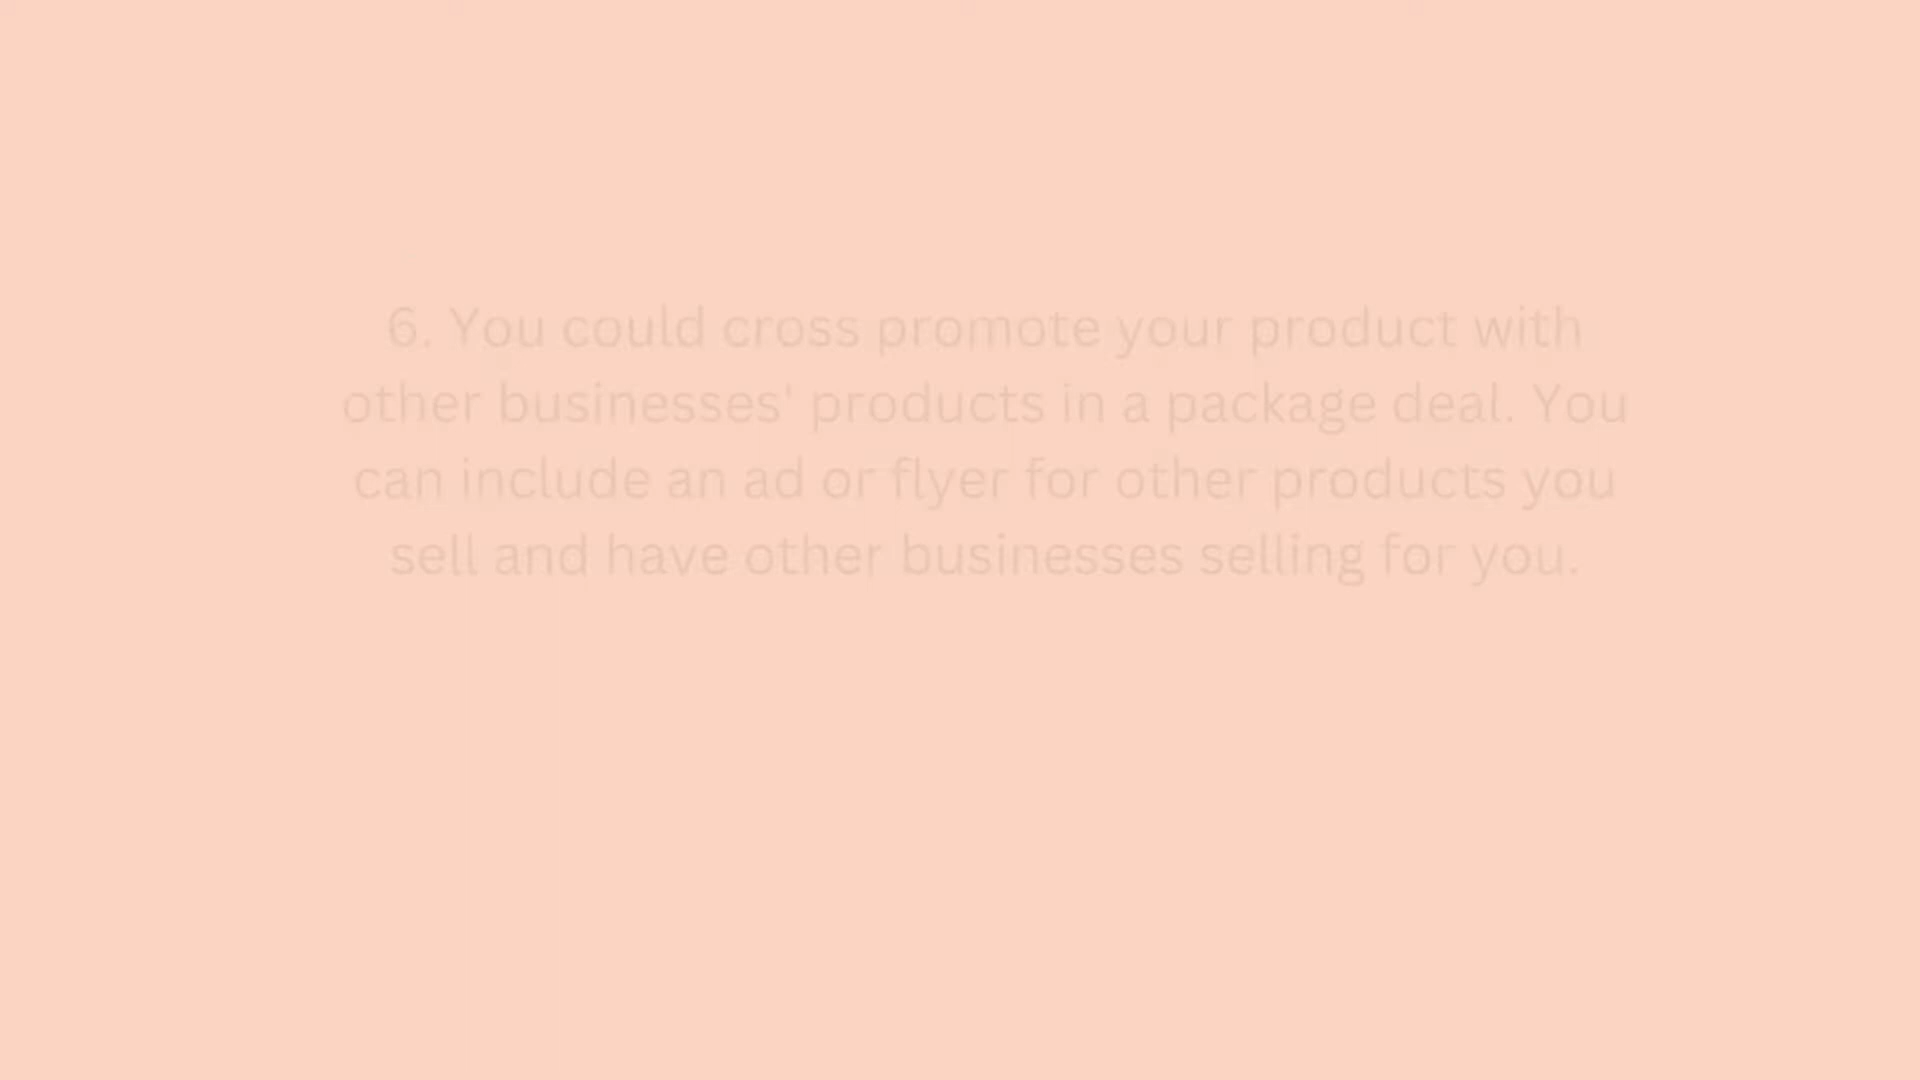 6. You could cross promote your product with
other businesses' products in a package deal. You
can include an ad or flyer for other products you
sell and have other businesses selling for you.